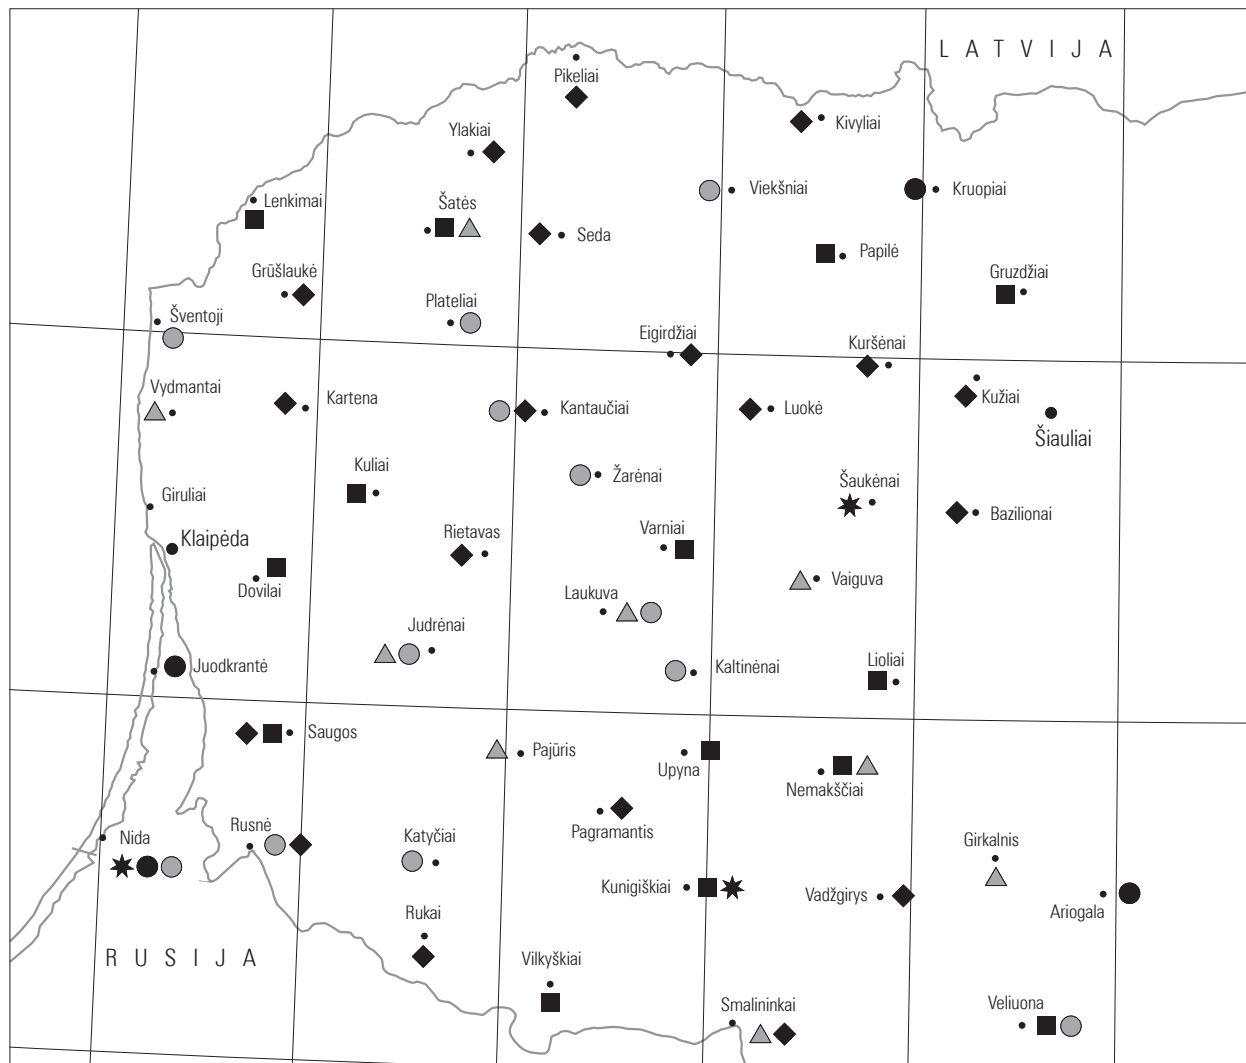 LATVIJA
Pikeliai
Kivyliai
Ylakiai
Viekšniai
Kruopiai
Lenkimai
Šatės
Seda
Papilė
Grūšlaukė
Gruzdžiai
Plateliai
Šventoji
Eigirdžiai
Kuršėnai
Vydmantai
Kartena
Kantaučiai
Luokė
Kužiai
Šiauliai
Kuliai
Žarėnai
Šaukėnai
Giruliai
Bazilionai
Klaipėda
Rietavas
Varniai
Dovilai
Laukuva
Vaiguva
Judrėnai
Juodkrantė
Kaltinėnai
Lioliai
Saugos
Pajūris
Upyna
Nemakščiai
Pagramantis
Nida
Rusnė
Katyčiai
Girkalnis
Kunigiškiai
Vadžgirys
Ariogala
Rukai
RUSIJA
Vilkyškiai
Smalininkai
Veliuona